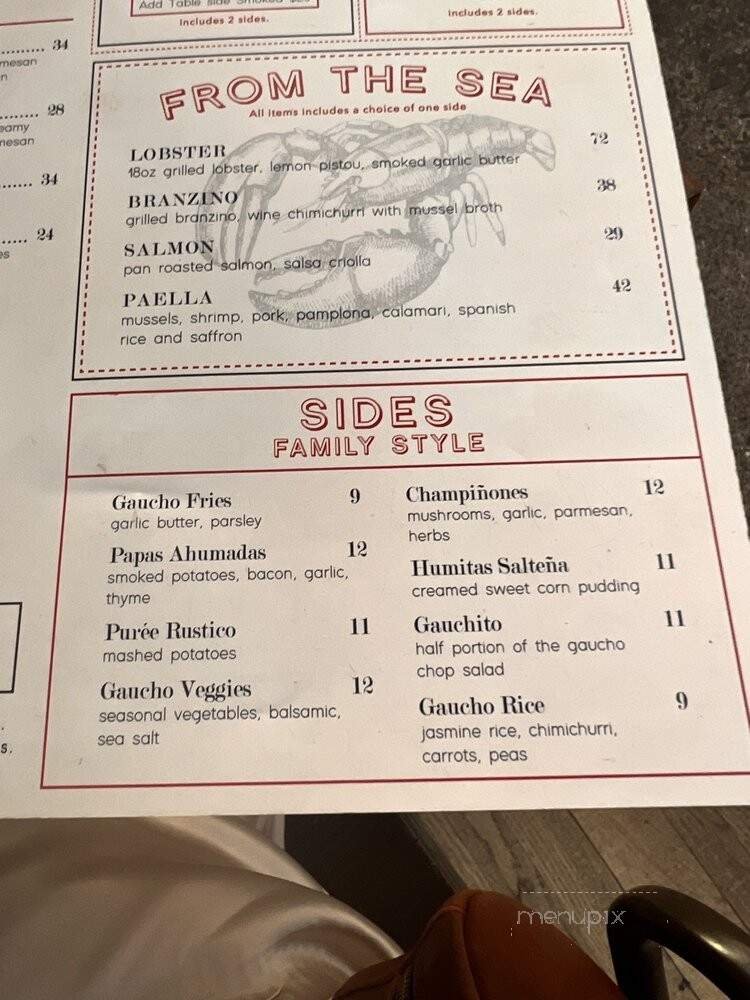 Add Table side Smoked
Includes 2 sides.
Includes 2 sides.
34
mesan
28
eamy
mesan
34
24
es
s.
FROM THE SEA
All items includes a choice of one side
LOBSTER 72
18oz grilled lobster, lemon pistou, smoked garlic butter
BRANZINO 38
grilled branzino, wine chimichurri with mussel broth
SALMON 29
pan roasted salmon, salsa criolla
PAELLA 42
mussels, shrimp, pork, pamplona, calamari, spanish
rice and saffron
SIDES
FAMILY STYLE
Gaucho Fries 9
garlic butter, parsley
Papas Ahumadas 12
smoked potatoes, bacon, garlic,
thyme
Purée Rustico 11
mashed potatoes
Gaucho Veggies 12
seasonal vegetables, balsamic,
sea salt
Champiñones 12
mushrooms, garlic, parmesan,
herbs
Humitas Salteña 11
creamed sweet corn pudding
Gauchito 11
half portion of the gaucho
chop salad
Gaucho Rice 9
jasmine rice, chimichurri,
carrots, peas
menupix